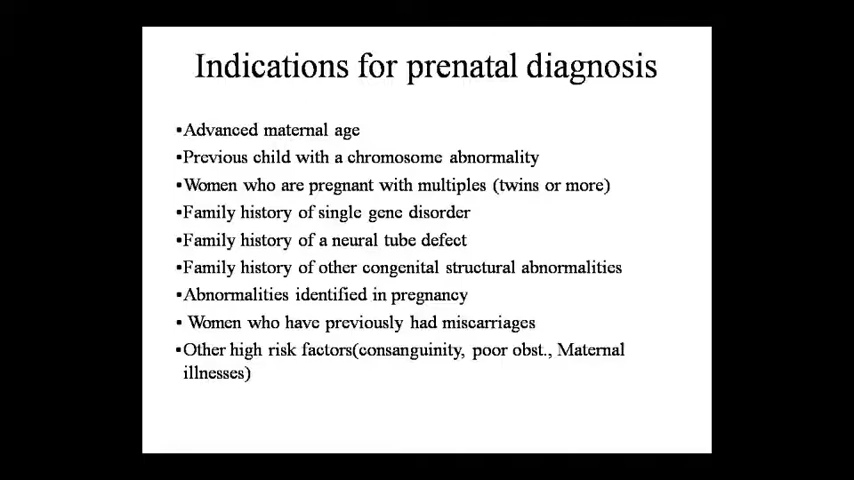 Indications for prenatal diagnosis
▪Advanced maternal age
▪Previous child with a chromosome abnormality
▪Women who are pregnant with multiples (twins or more)
▪Family history of single gene disorder
▪Family history of a neural tube defect
▪Family history of other congenital structural abnormalities
▪Abnormalities identified in pregnancy
▪ Women who have previously had miscarriages
▪Other high risk factors(consanguinity, poor obst., Maternal
illnesses)